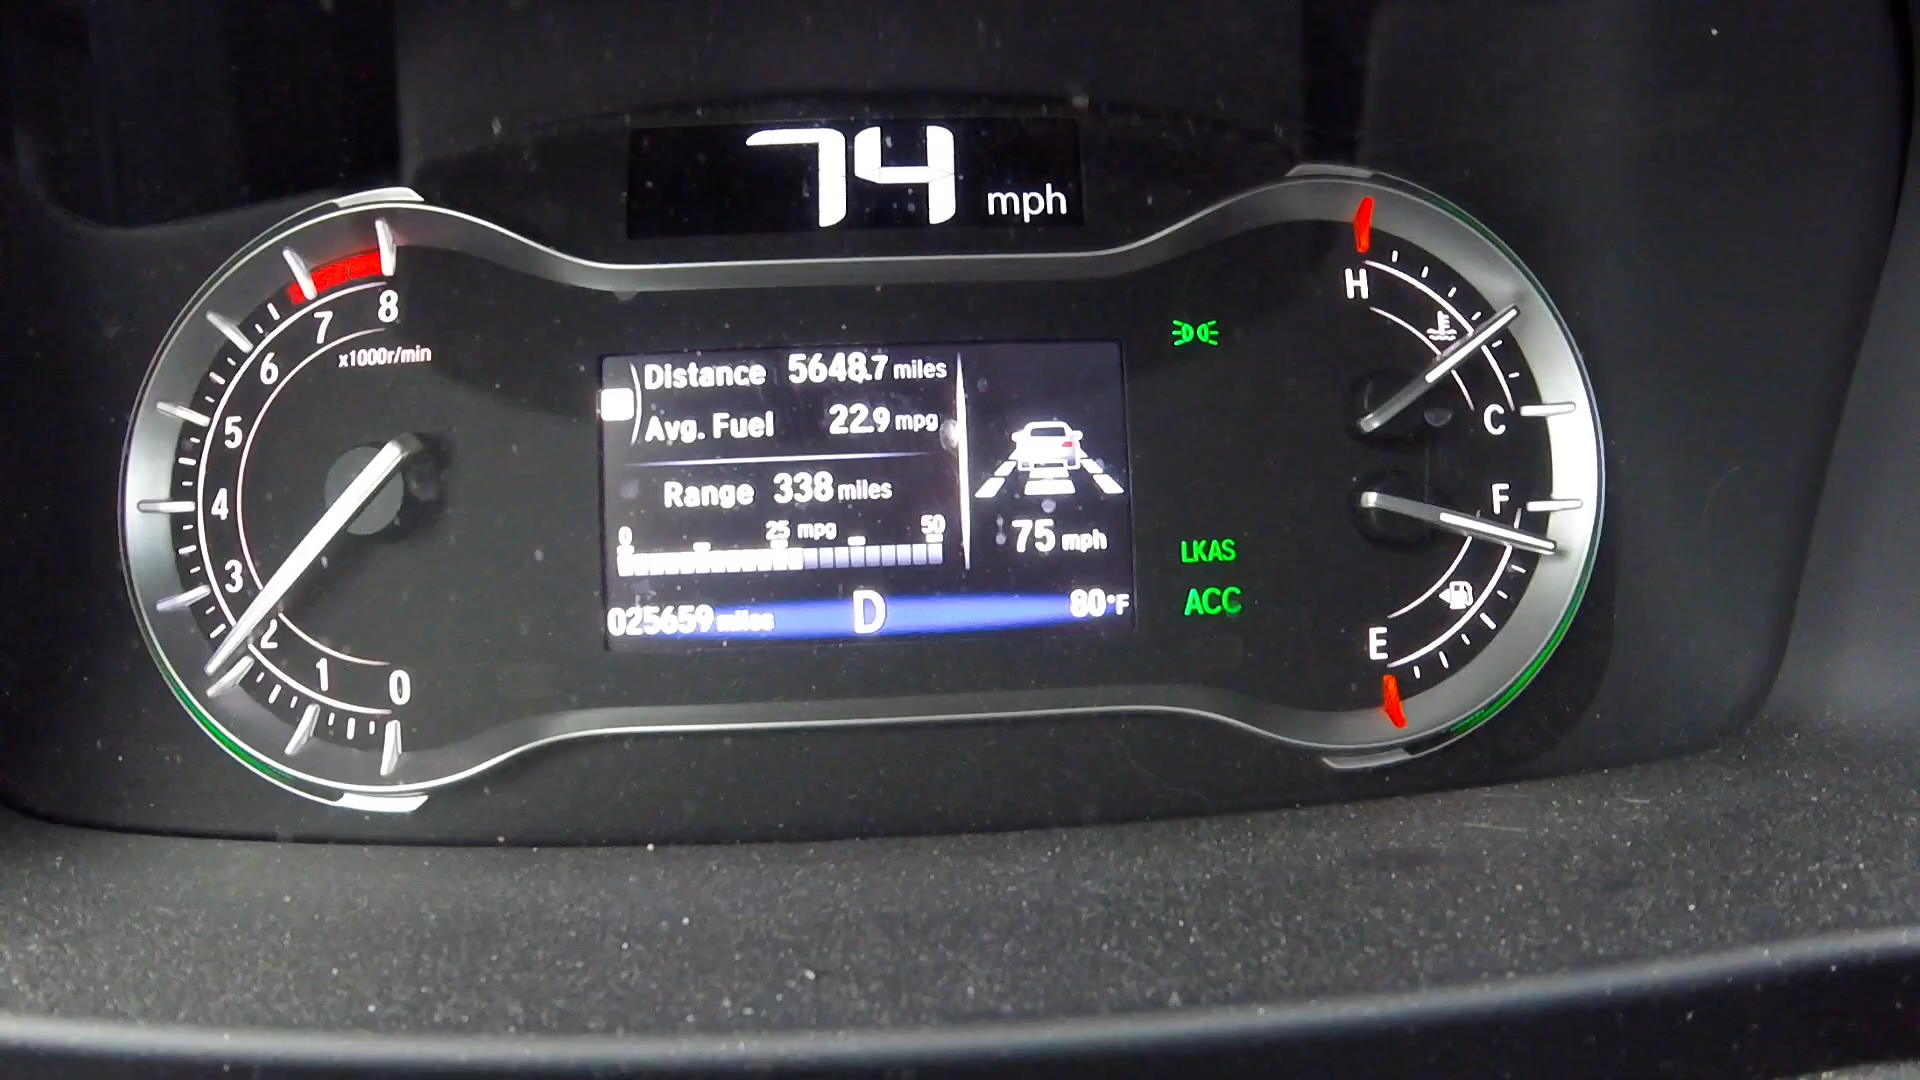 74 mph
8
7
6
5
4
3
2
1
0
x1000r/min
Distance 5648.7 miles
Avg. Fuel 22.9 mpg
Range 338 miles
0 25 mpg 50
025659 miles D 80°F
75 mph
LKAS
ACC
H
C
F
E